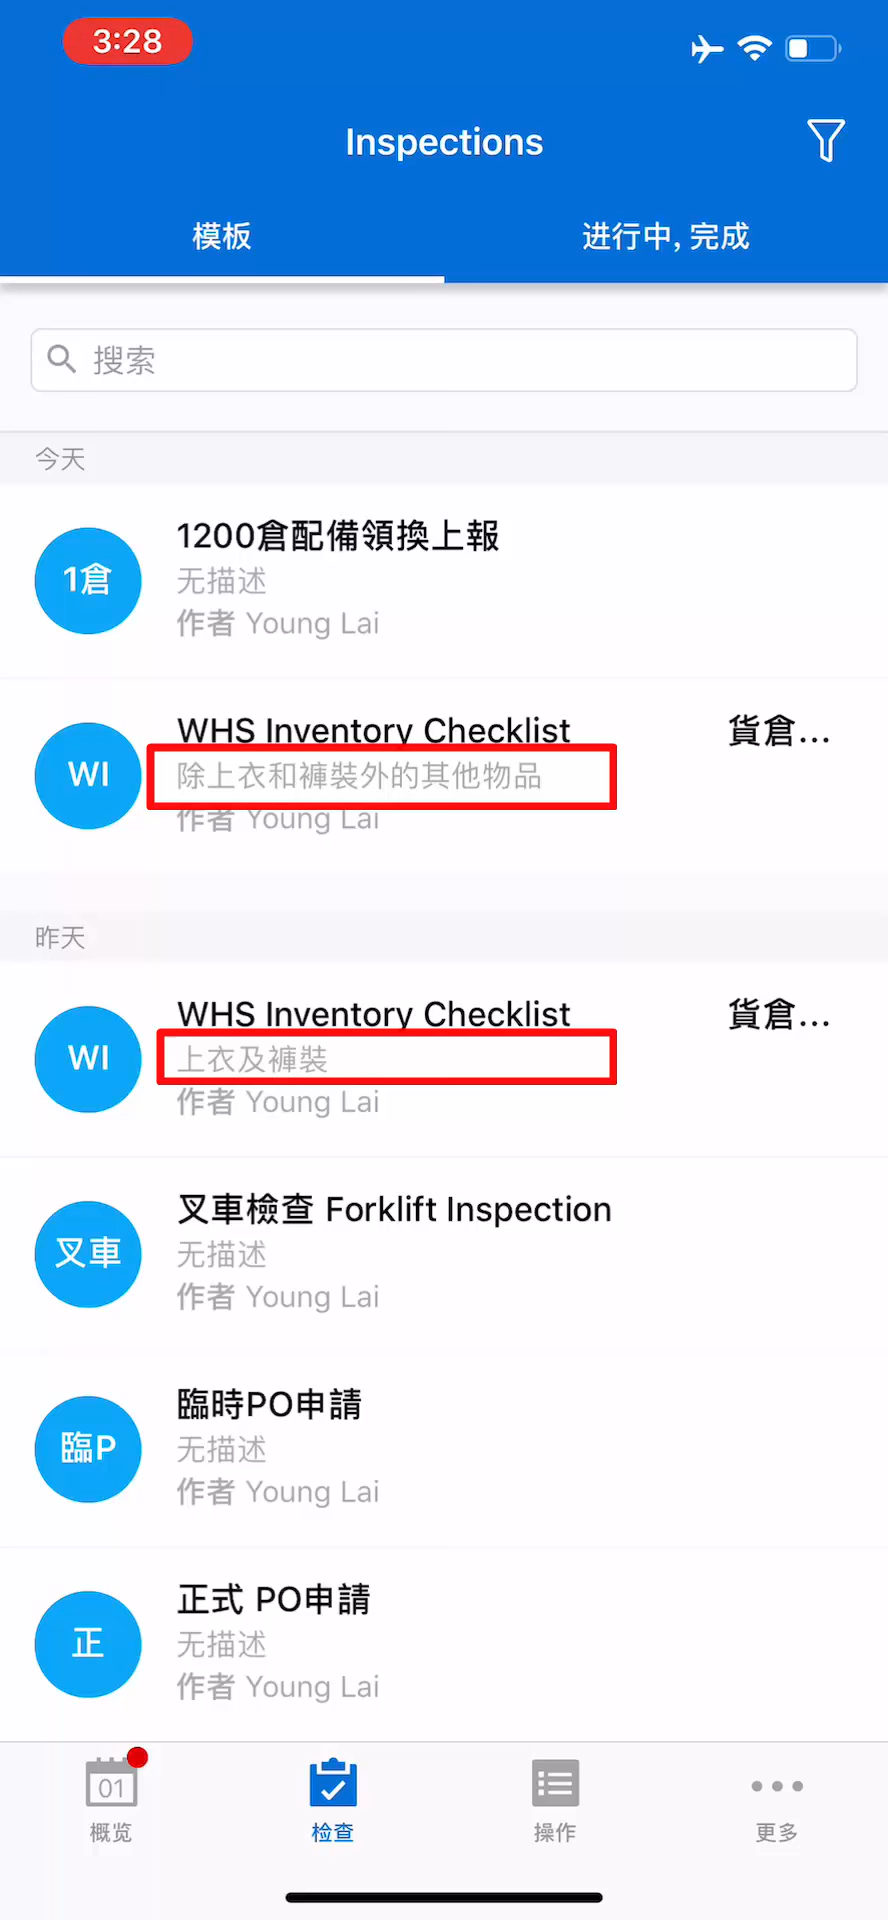 3:28
Inspections
模板
进行中, 完成
搜索
今天
1倉
1200倉配備領換上報
无描述
作者 Young Lai
WI
WHS Inventory Checklist
貨倉...
除上衣和褲裝外的其他物品
作者 Young Lai
昨天
WI
WHS Inventory Checklist
貨倉...
上衣及褲裝
作者 Young Lai
叉車
叉車檢查 Forklift Inspection
无描述
作者 Young Lai
臨P
臨時PO申請
无描述
作者 Young Lai
正
正式 PO申請
无描述
作者 Young Lai
01
概览
检查
操作
更多